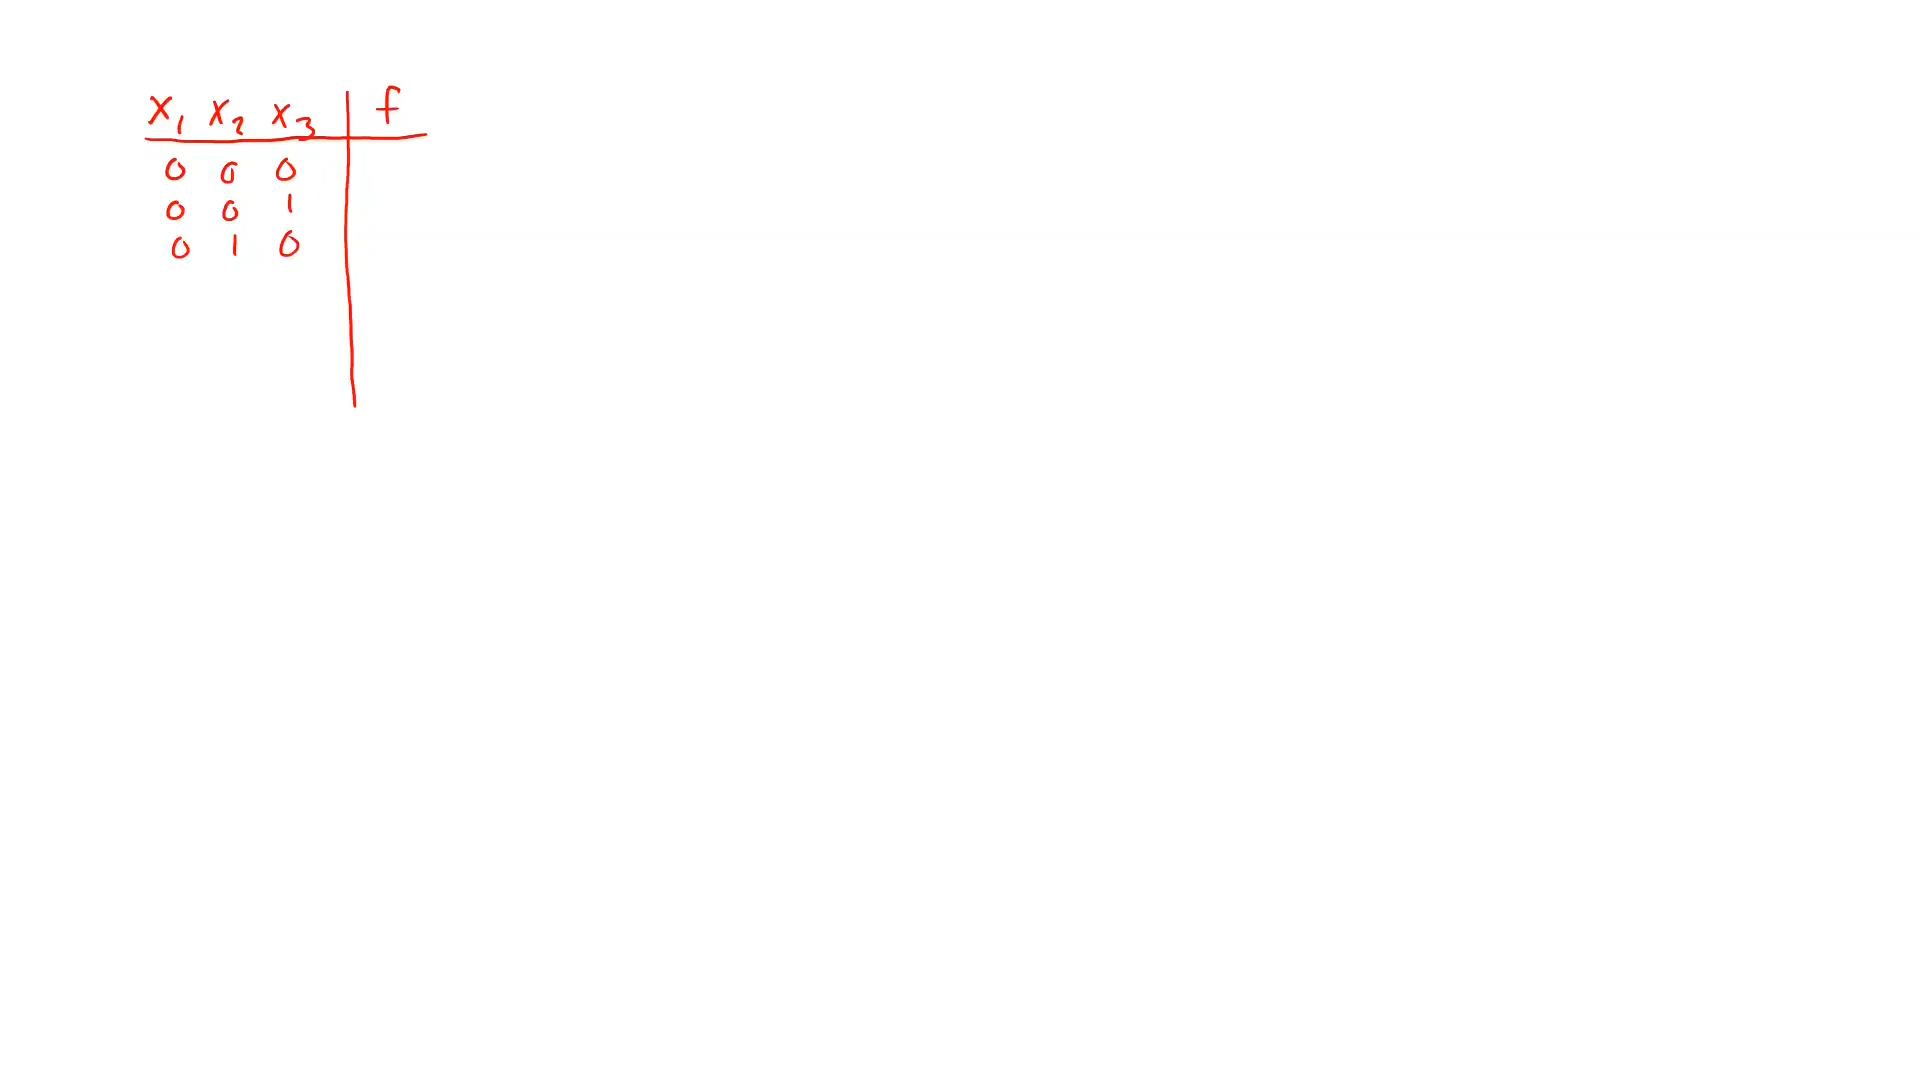 x₁ x₂ x₃ f
0 0 0
0 0 1
0 1 0